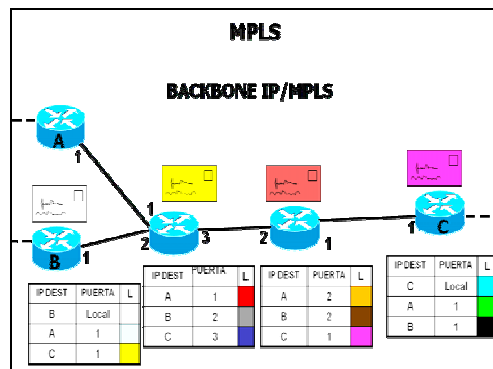 MPLS
BACKBONE IP/MPLS
A
1
1
2
3
B
1
2
1
1
C
IP DEST PUERTA L
B Local
A 1
C 1
IP DEST PUERTA L
A 1
B 2
C 3
IP DEST PUERTA L
A 2
B 2
C 1
IP DEST PUERTA L
C Local
A 1
B 1